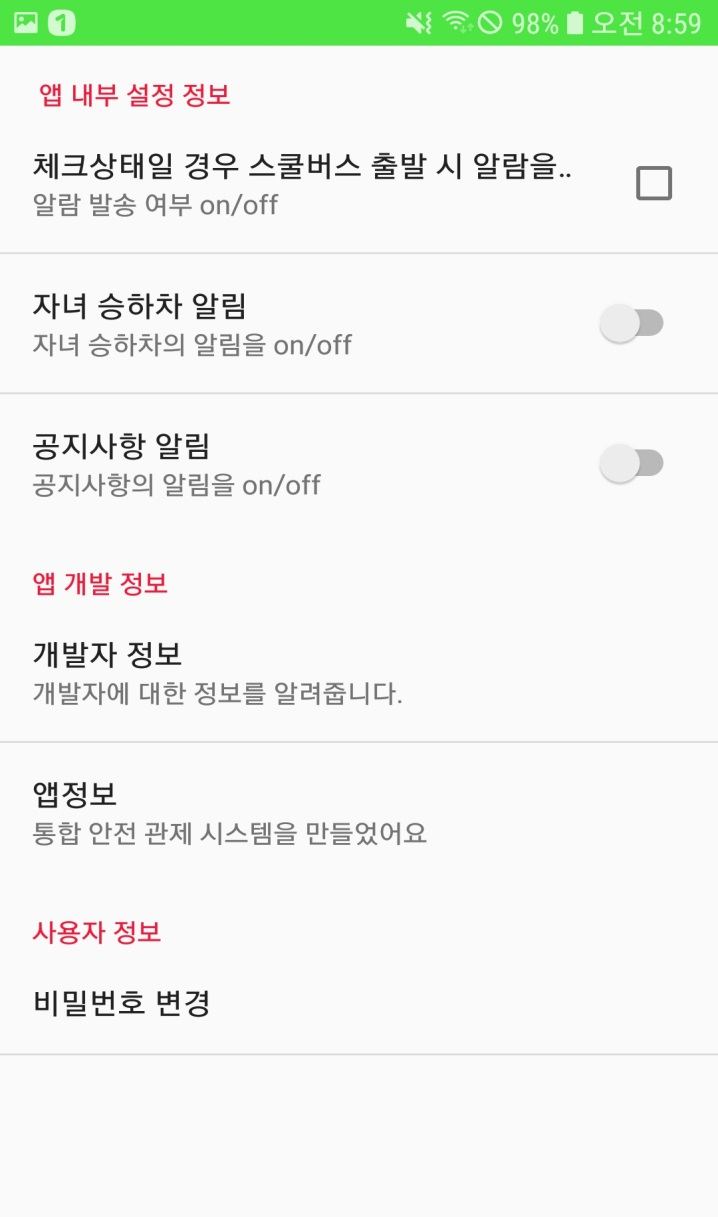 1 98% 오전 8:59
앱 내부 설정 정보
체크상태일 경우 스쿨버스 출발 시 알람을..
알람 발송 여부 on/off
자녀 승하차 알림
자녀 승하차의 알림을 on/off
공지사항 알림
공지사항의 알림을 on/off
앱 개발 정보
개발자 정보
개발자에 대한 정보를 알려줍니다.
앱정보
통합 안전 관제 시스템을 만들었어요
사용자 정보
비밀번호 변경